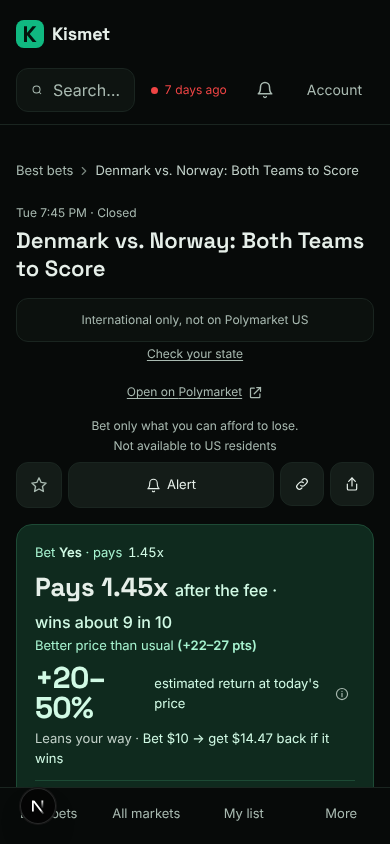 Kismet
Search...
7 days ago
Account
Best bets > Denmark vs. Norway: Both Teams to Score
Tue 7:45 PM · Closed
Denmark vs. Norway: Both Teams
to Score
International only, not on Polymarket US
Check your state
Open on Polymarket
Bet only what you can afford to lose.
Not available to US residents
Alert
Bet Yes · pays 1.45x
Pays 1.45x after the fee ·
wins about 9 in 10
Better price than usual (+22–27 pts)
+20–
50%
estimated return at today's
price
Leans your way · Bet $10 → get $14.47 back if it
wins
N
bets
All markets
My list
More